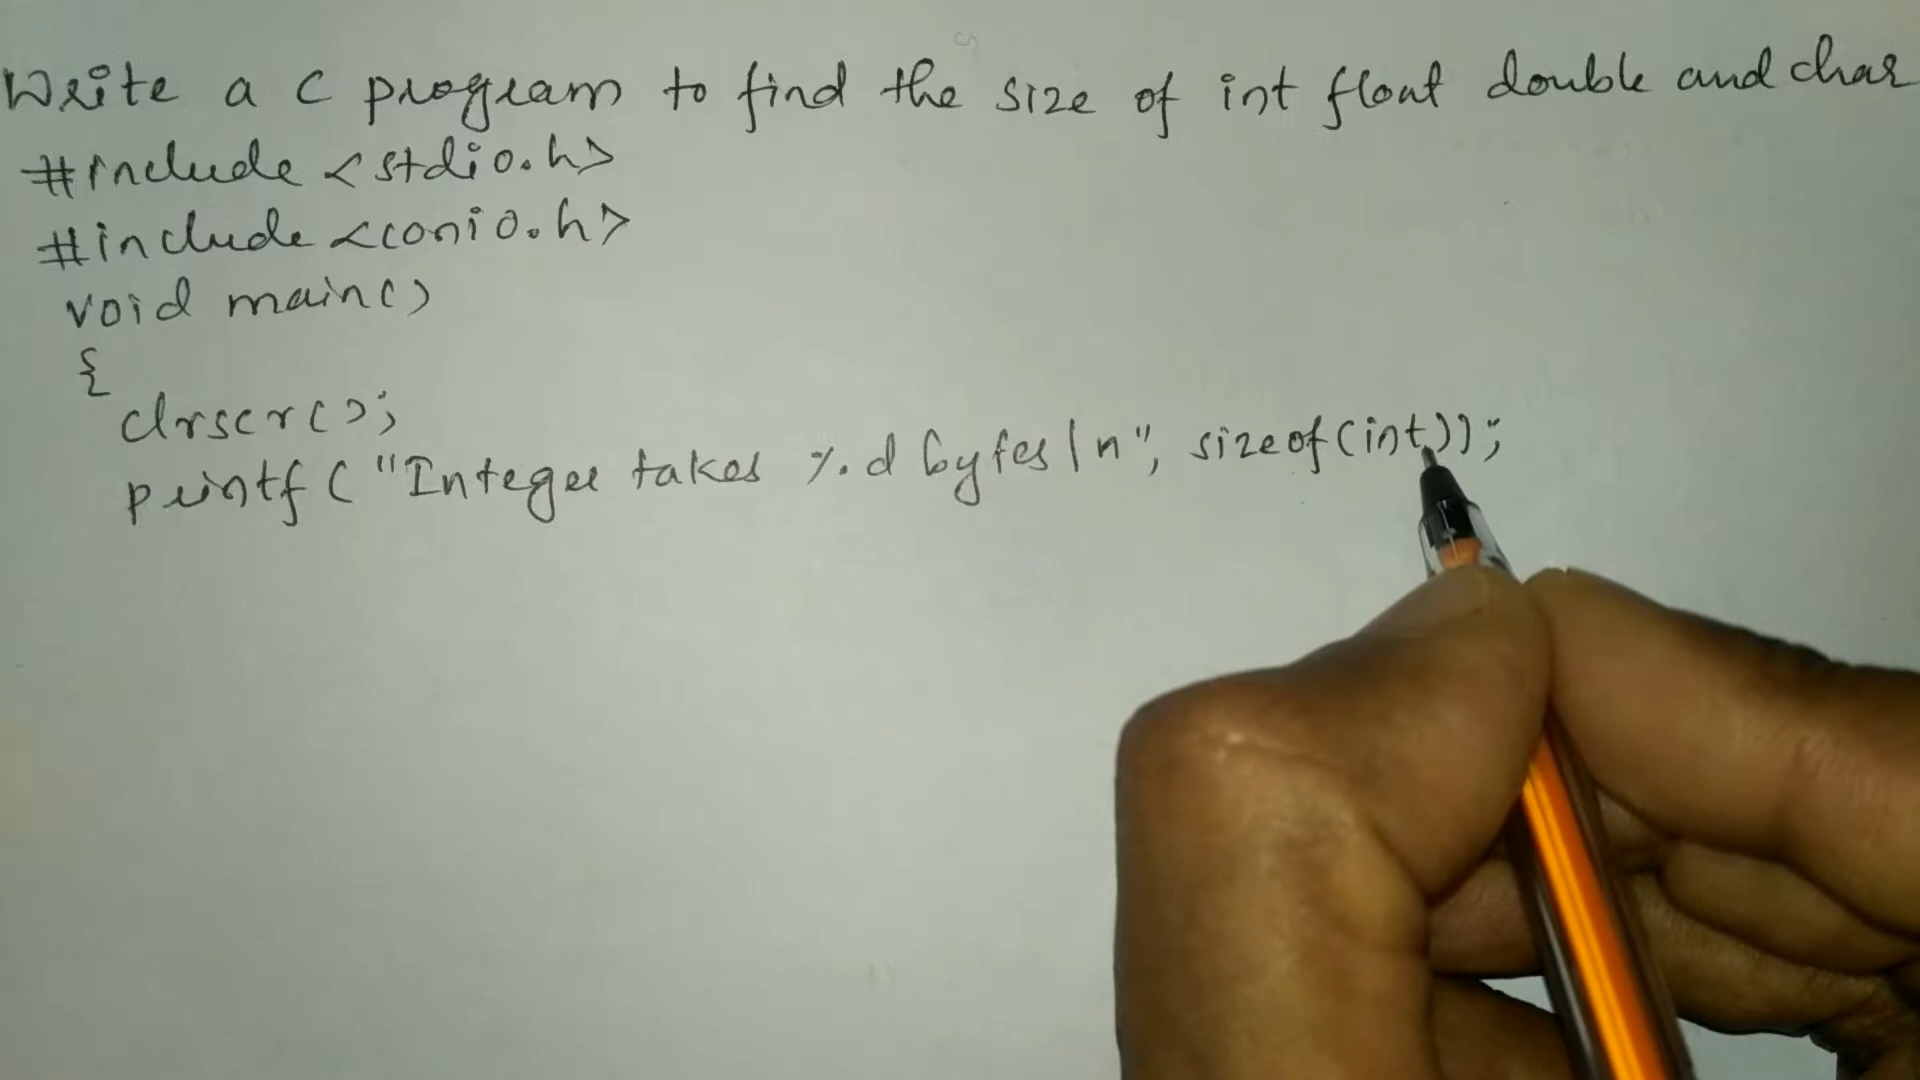 Write a C program to find the size of int float double and char
#include <stdio.h>
#include <conio.h>
void main()
{
clrscr();
printf("Integer takes %d bytes\n", sizeof(int));